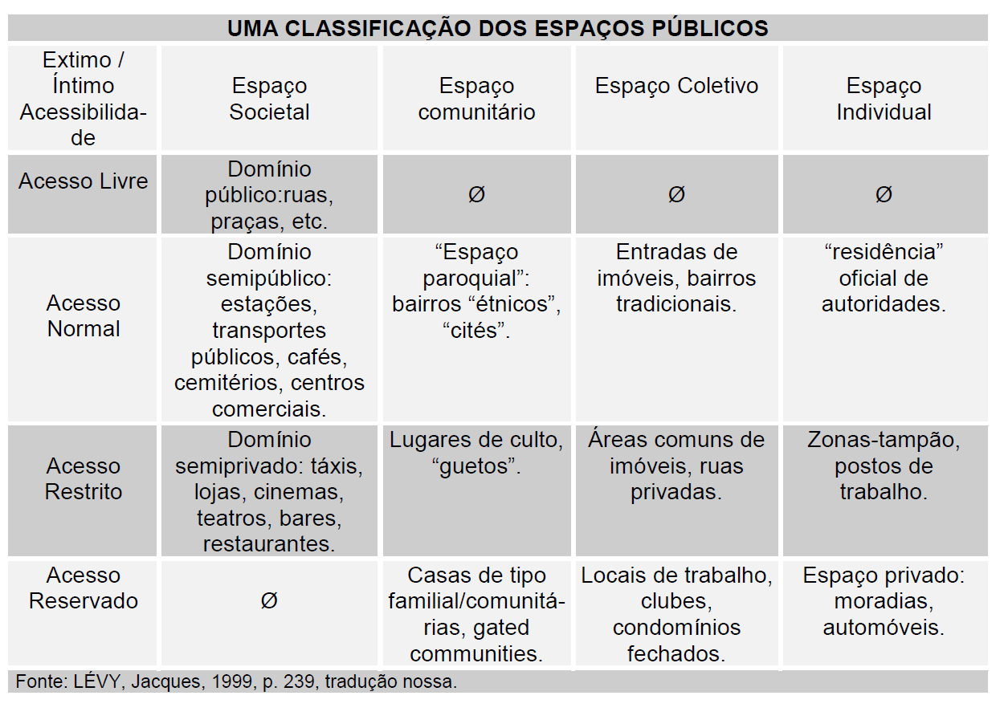 UMA CLASSIFICAÇÃO DOS ESPAÇOS PÚBLICOS
Extimo /
Íntimo
Acessibilida-
de
Espaço
Societal
Espaço
comunitário
Espaço Coletivo
Espaço
Individual
Acesso Livre
Domínio
público:ruas,
praças, etc.
Ø
Ø
Ø
Acesso
Normal
Domínio
semipúblico:
estações,
transportes
públicos, cafés,
cemitérios, centros
comerciais.
“Espaço
paroquial”:
bairros “étnicos”,
“cités”.
Entradas de
imóveis, bairros
tradicionais.
“residência”
oficial de
autoridades.
Acesso
Restrito
Domínio
semiprivado: táxis,
lojas, cinemas,
teatros, bares,
restaurantes.
Lugares de culto,
“guetos”.
Áreas comuns de
imóveis, ruas
privadas.
Zonas-tampão,
postos de
trabalho.
Acesso
Reservado
Ø
Casas de tipo
familial/comunitá-
rias, gated
communities.
Locais de trabalho,
clubes,
condomínios
fechados.
Espaço privado:
moradias,
automóveis.
Fonte: LÉVY, Jacques, 1999, p. 239, tradução nossa.